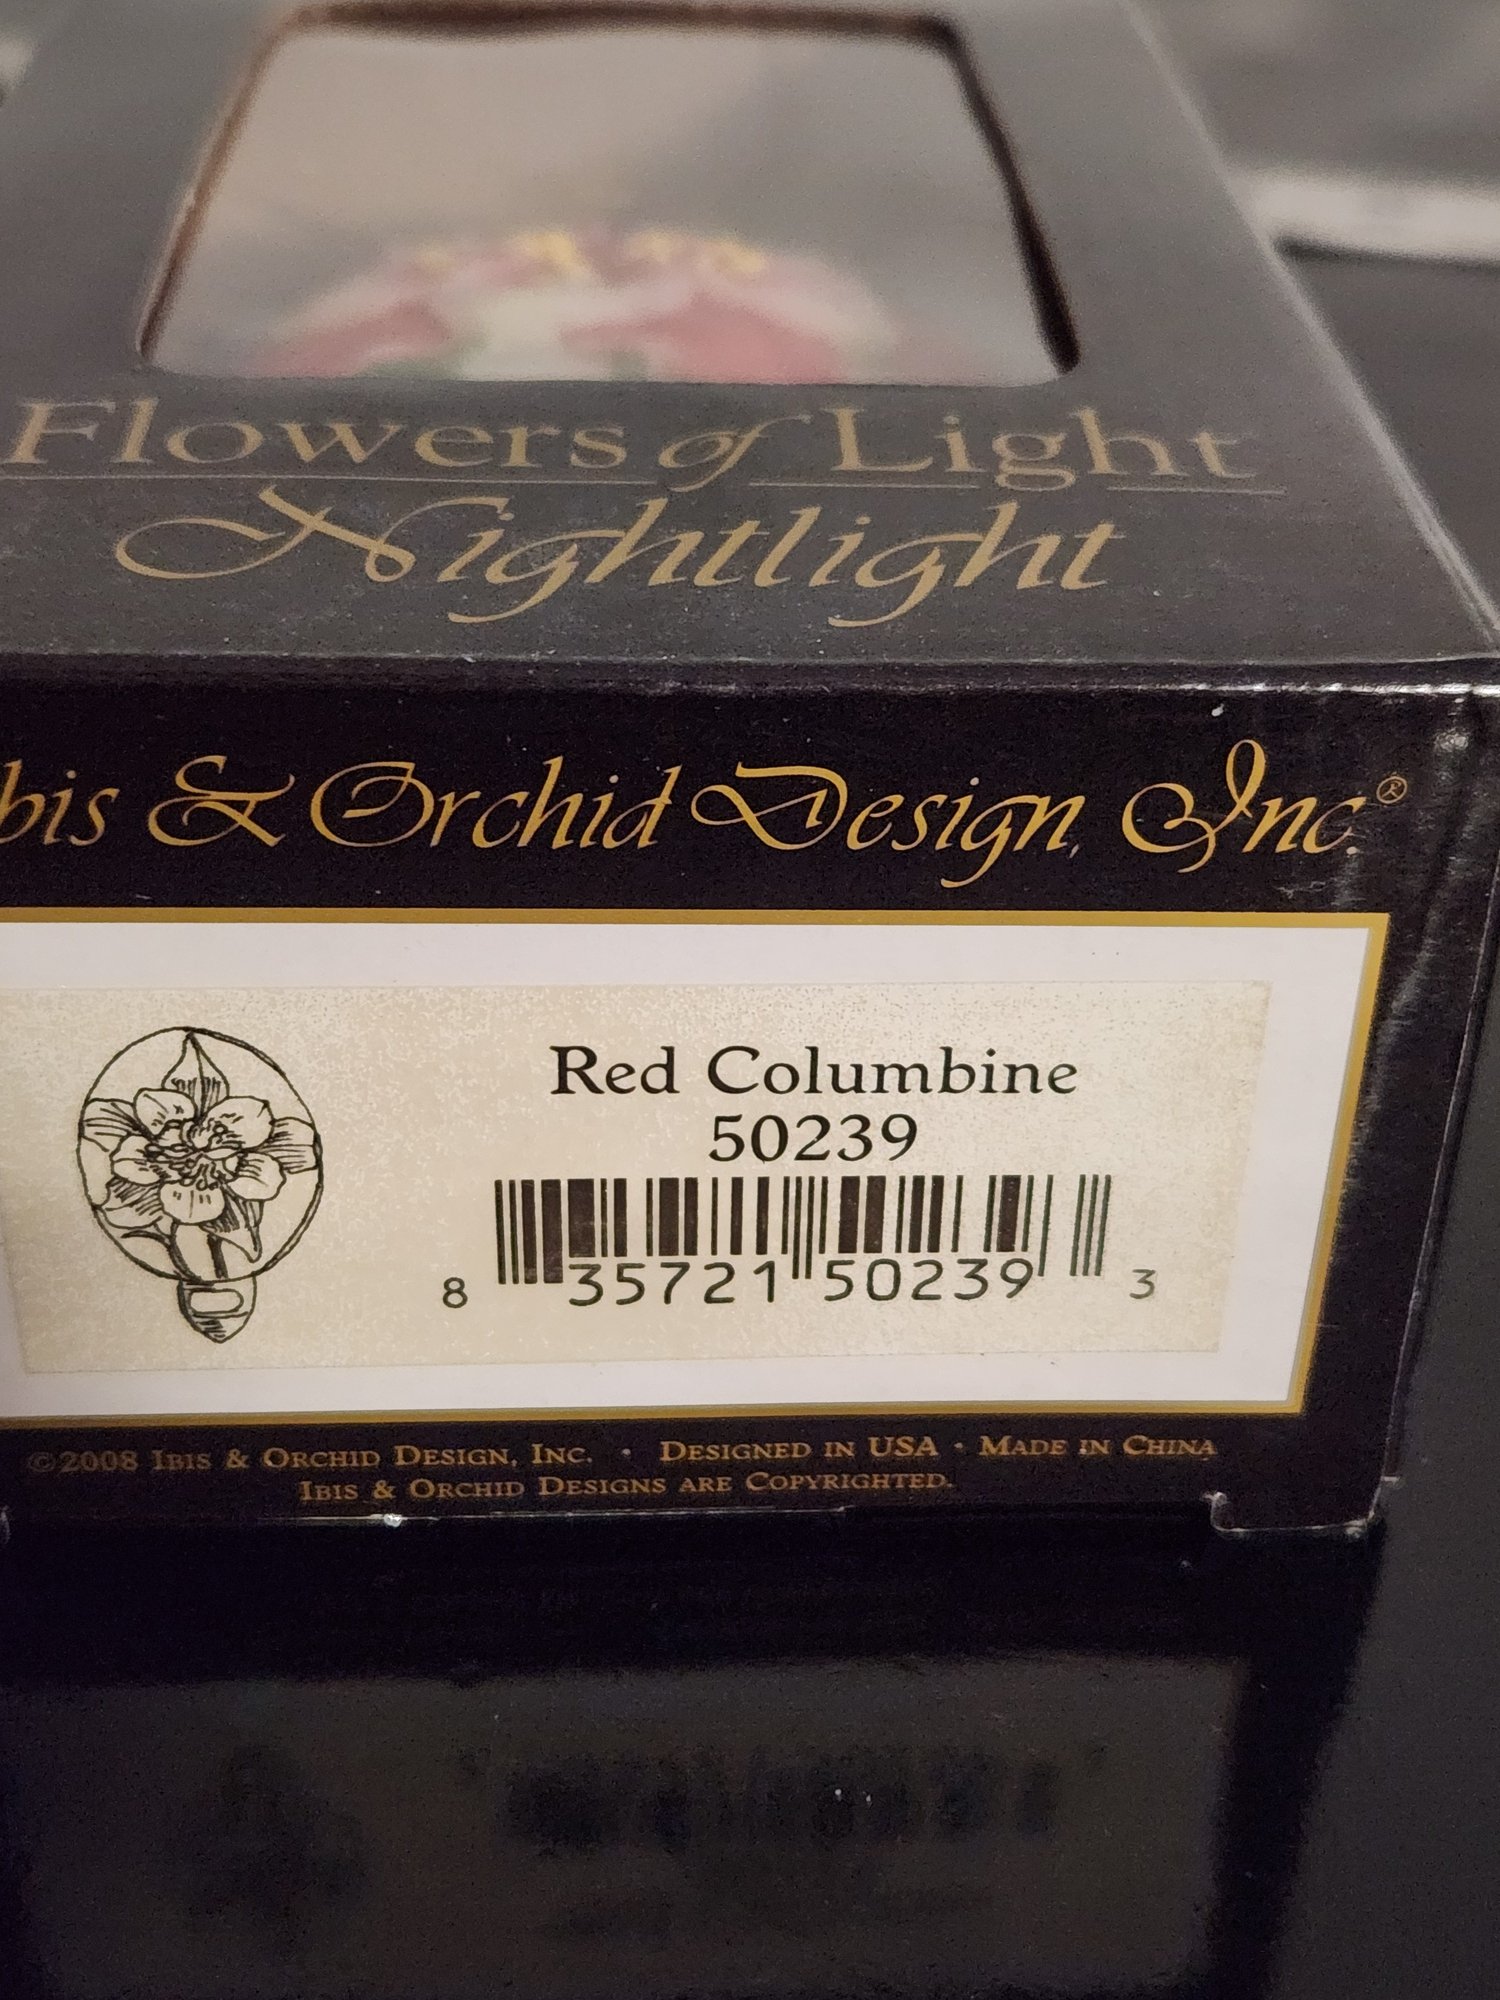 Flowers of Light
Nightlight
bis & Orchid Design, Inc.®
Red Columbine
50239
8 35721 50239 3
©2008 Ibis & Orchid Design, Inc. • Designed in USA • Made in China
Ibis & Orchid Designs are Copyrighted.